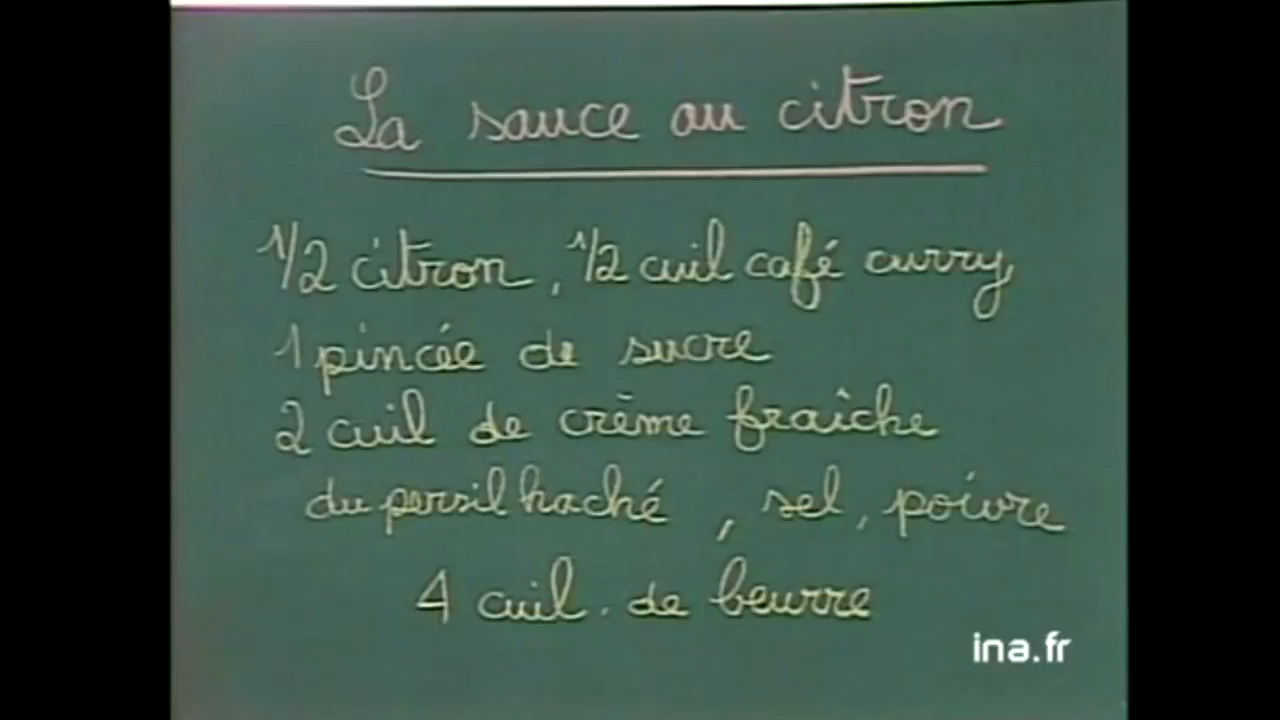 La sauce au citron
1/2 citron, 1/2 cuil café curry,
1 pincée de sucre
2 cuil de crème fraîche
du persil haché, sel, poivre
4 cuil. de beurre
ina.fr